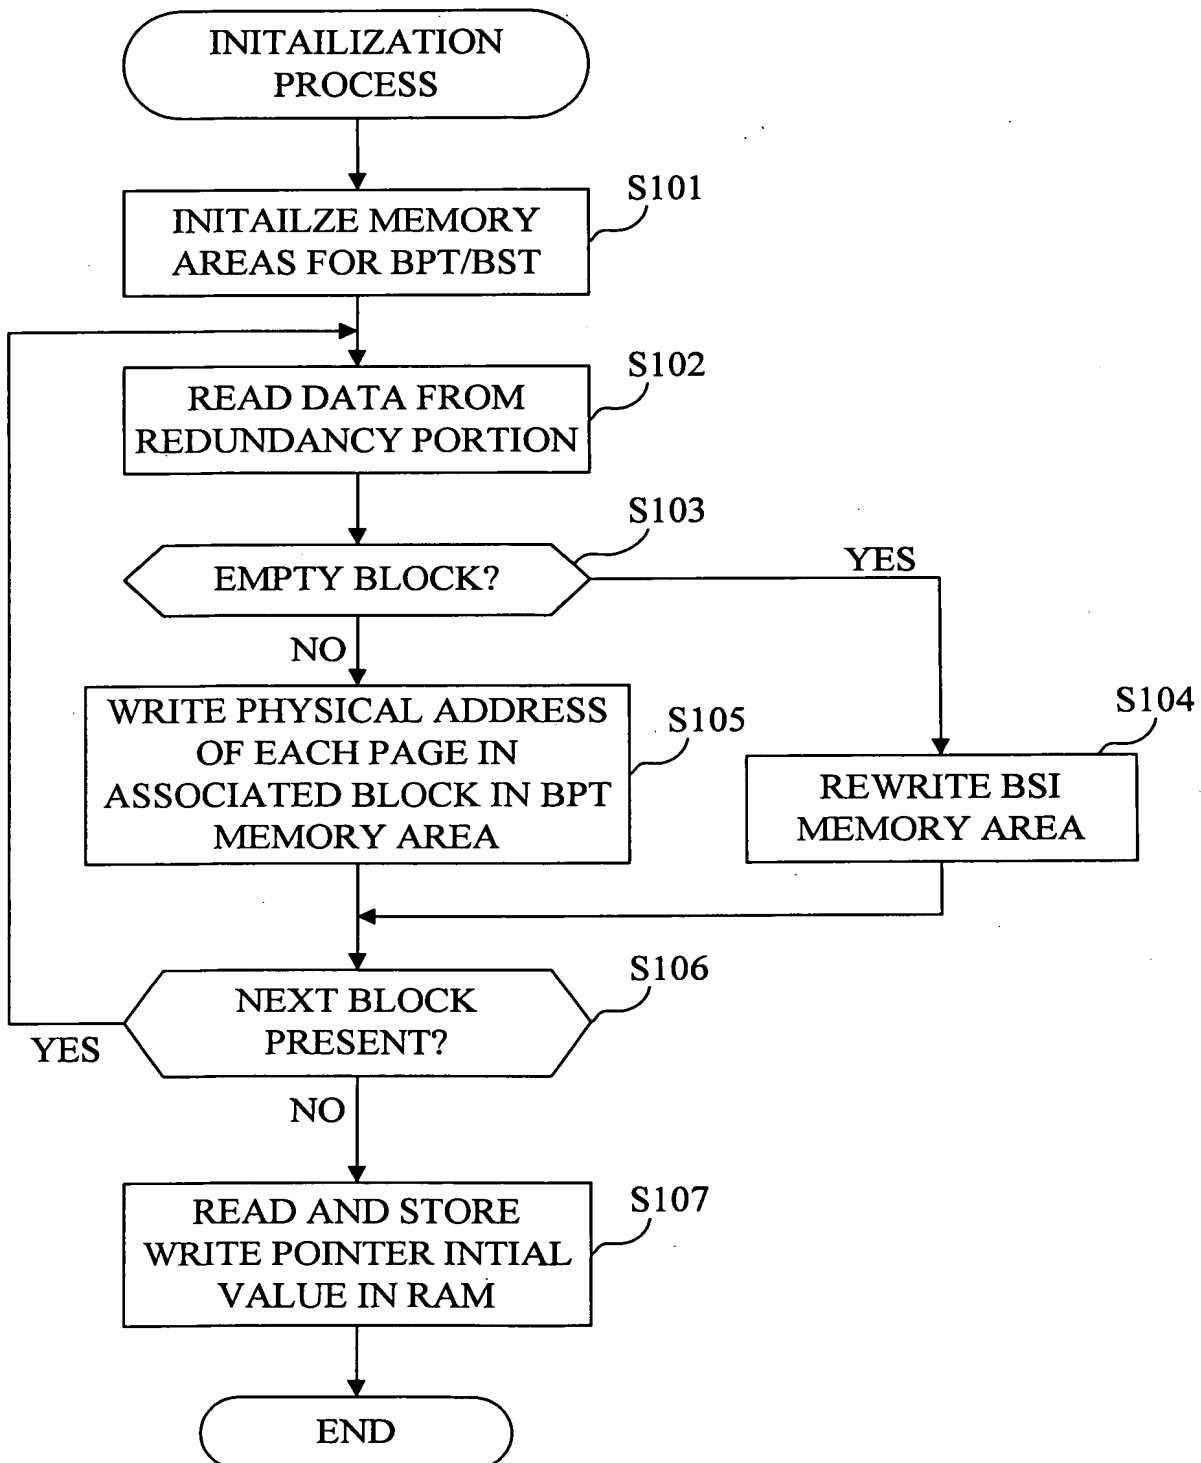 INITAILIZATION
PROCESS
S101
INITAILZE MEMORY
AREAS FOR BPT/BST
S102
READ DATA FROM
REDUNDANCY PORTION
S103
EMPTY BLOCK?
YES
NO
WRITE PHYSICAL ADDRESS
OF EACH PAGE IN
ASSOCIATED BLOCK IN BPT
MEMORY AREA
S105
S104
REWRITE BSI
MEMORY AREA
S106
NEXT BLOCK
PRESENT?
YES
NO
S107
READ AND STORE
WRITE POINTER INTIAL
VALUE IN RAM
END